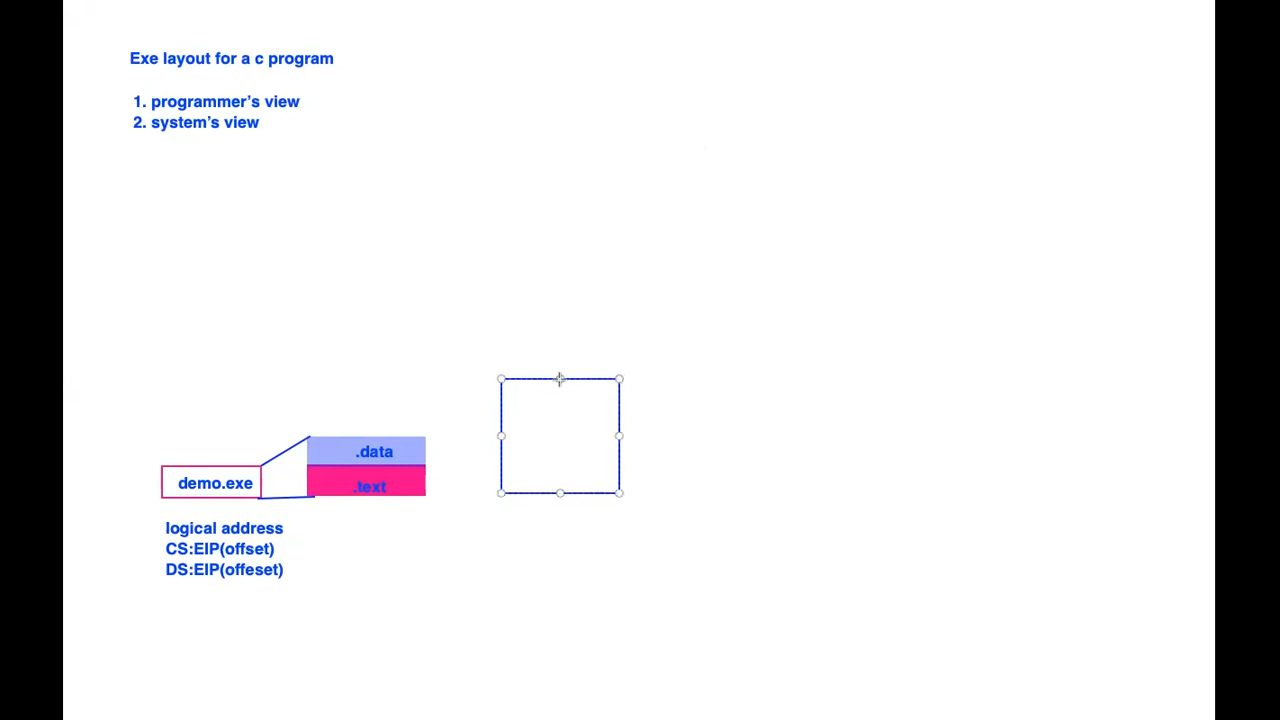 Exe layout for a c program
1. programmer’s view
2. system’s view
.data
demo.exe
.text
logical address
CS:EIP(offset)
DS:EIP(offeset)